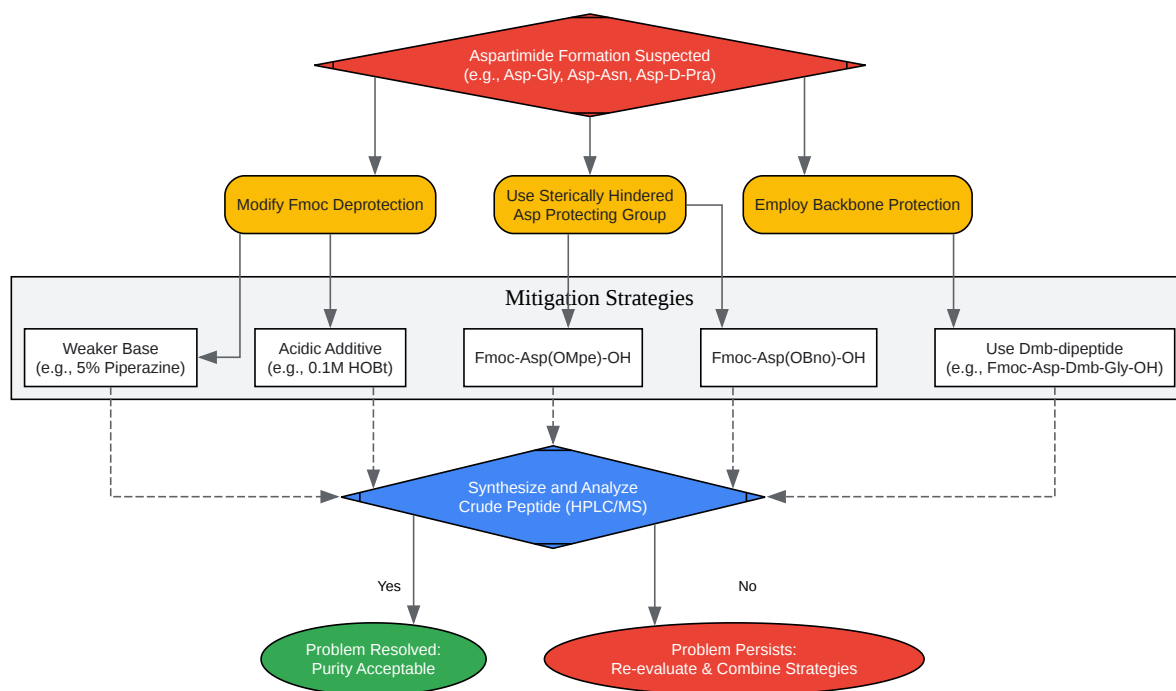 Aspartimide Formation Suspected
(e.g., Asp-Gly, Asp-Asn, Asp-D-Pra)
Modify Fmoc Deprotection
Use Sterically Hindered
Asp Protecting Group
Employ Backbone Protection
Mitigation Strategies
Weaker Base
(e.g., 5% Piperazine)
Acidic Additive
(e.g., 0.1M HOBt)
Fmoc-Asp(OMpe)-OH
Fmoc-Asp(OBno)-OH
Use Dmb-dipeptide
(e.g., Fmoc-Asp-Dmb-Gly-OH)
Synthesize and Analyze
Crude Peptide (HPLC/MS)
Yes
No
Problem Resolved:
Purity Acceptable
Problem Persists:
Re-evaluate & Combine Strategies